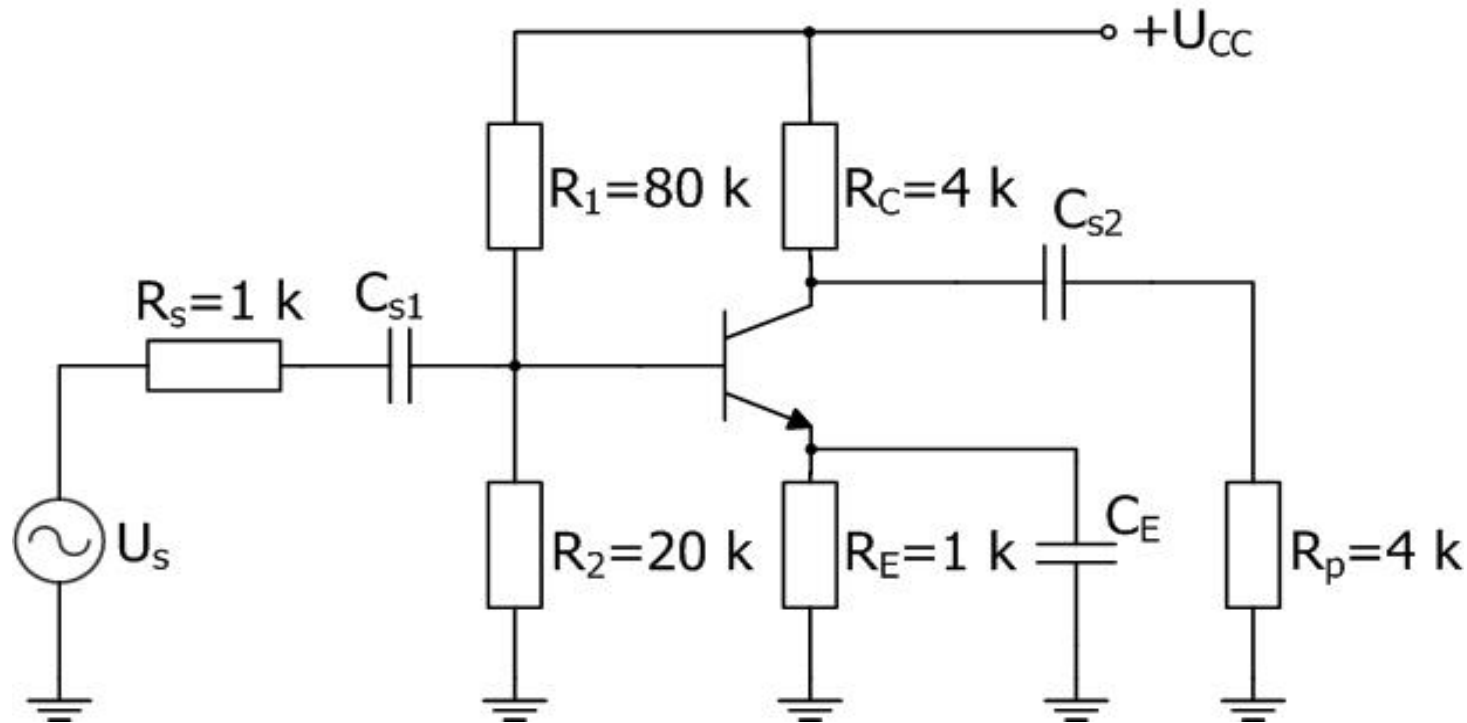 +U_CC
R_1=80 k
R_C=4 k
C_s2
R_s=1 k
C_s1
U_s
R_2=20 k
R_E=1 k
C_E
R_p=4 k